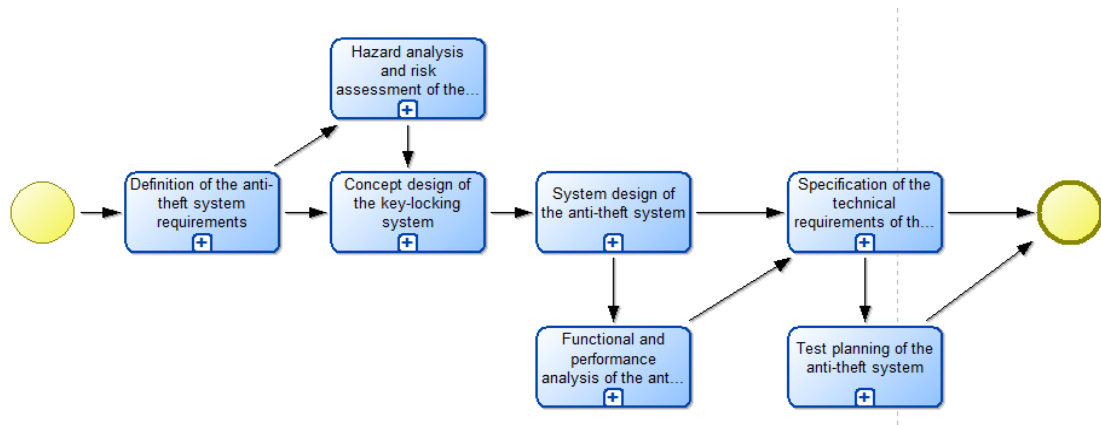 Hazard analysis
and risk
assessment of the...
Definition of the anti-
theft system
requirements
Concept design of
the key-locking
system
System design of
the anti-theft system
Specification of the
technical
requirements of th...
Functional and
performance
analysis of the ant...
Test planning of the
anti-theft system